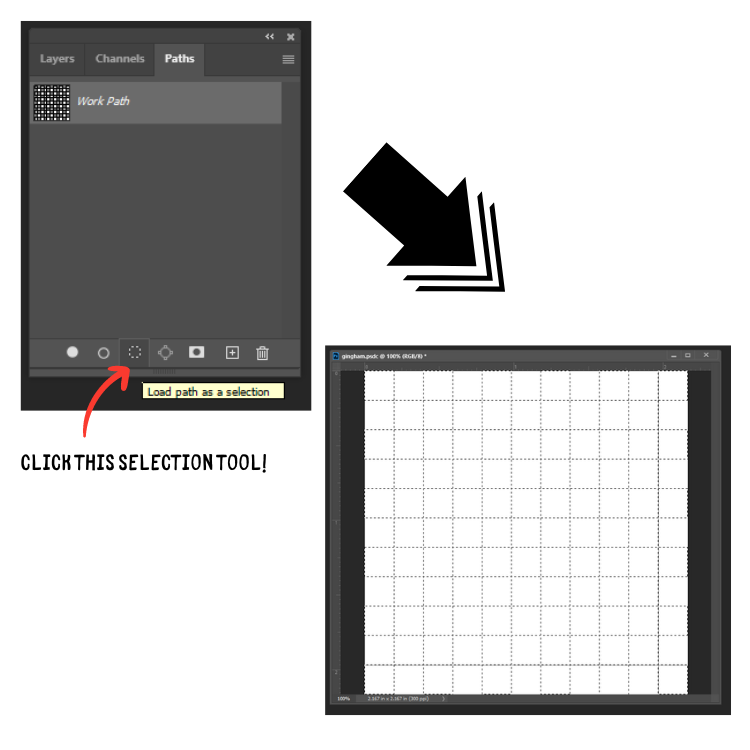 Layers Channels Paths
Work Path
Load path as a selection
CLICK THIS SELECTION TOOL!
gingham.psdc @ 100% (RGB/8) *
100% 2.167 in x 2.167 in (300 ppi)